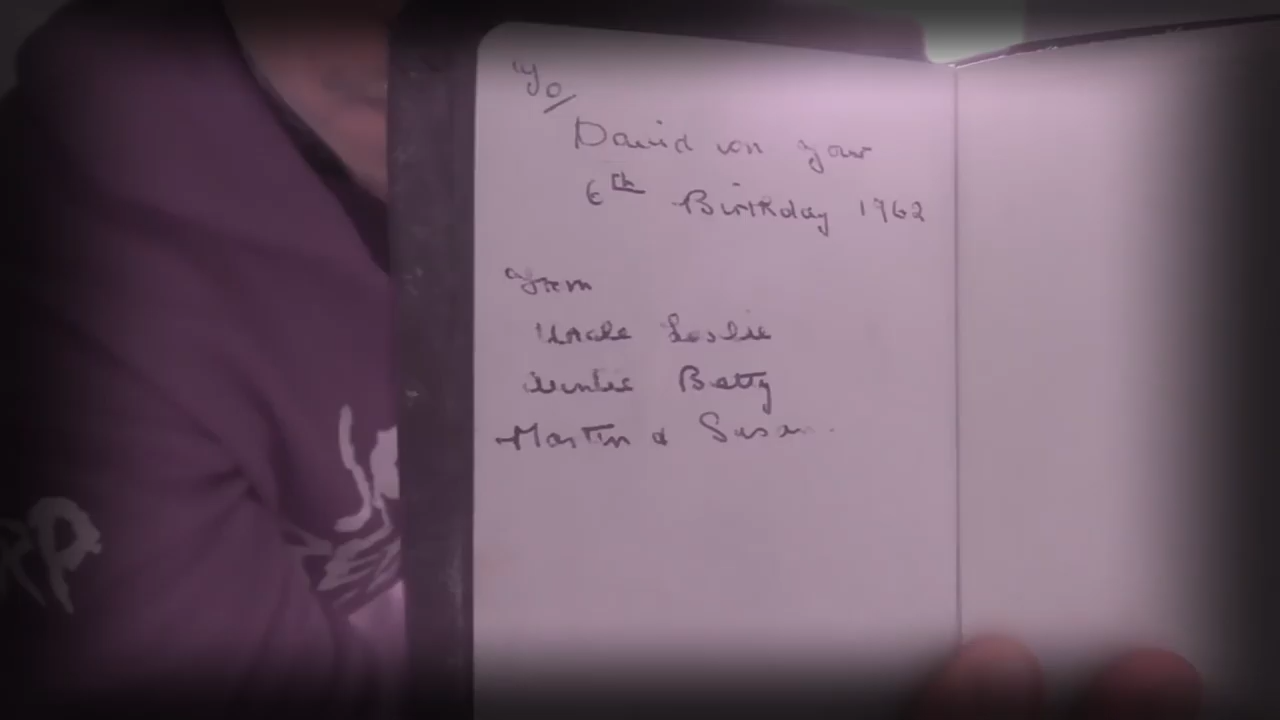 To/
David on your
6th Birthday 1962
From
Uncle Leslie
Auntie Betty
Martin & Susan.